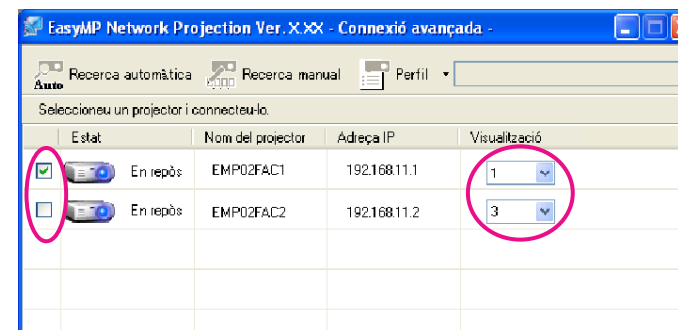 EasyMP Network Projection Ver.X.XX - Connexió avançada -
Auto Recerca automàtica Recerca manual Perfil
Seleccioneu un projector i connecteu-lo.
Estat Nom del projector Adreça IP Visualització
En repòs EMP02FAC1 192.168.11.1 1
En repòs EMP02FAC2 192.168.11.2 3